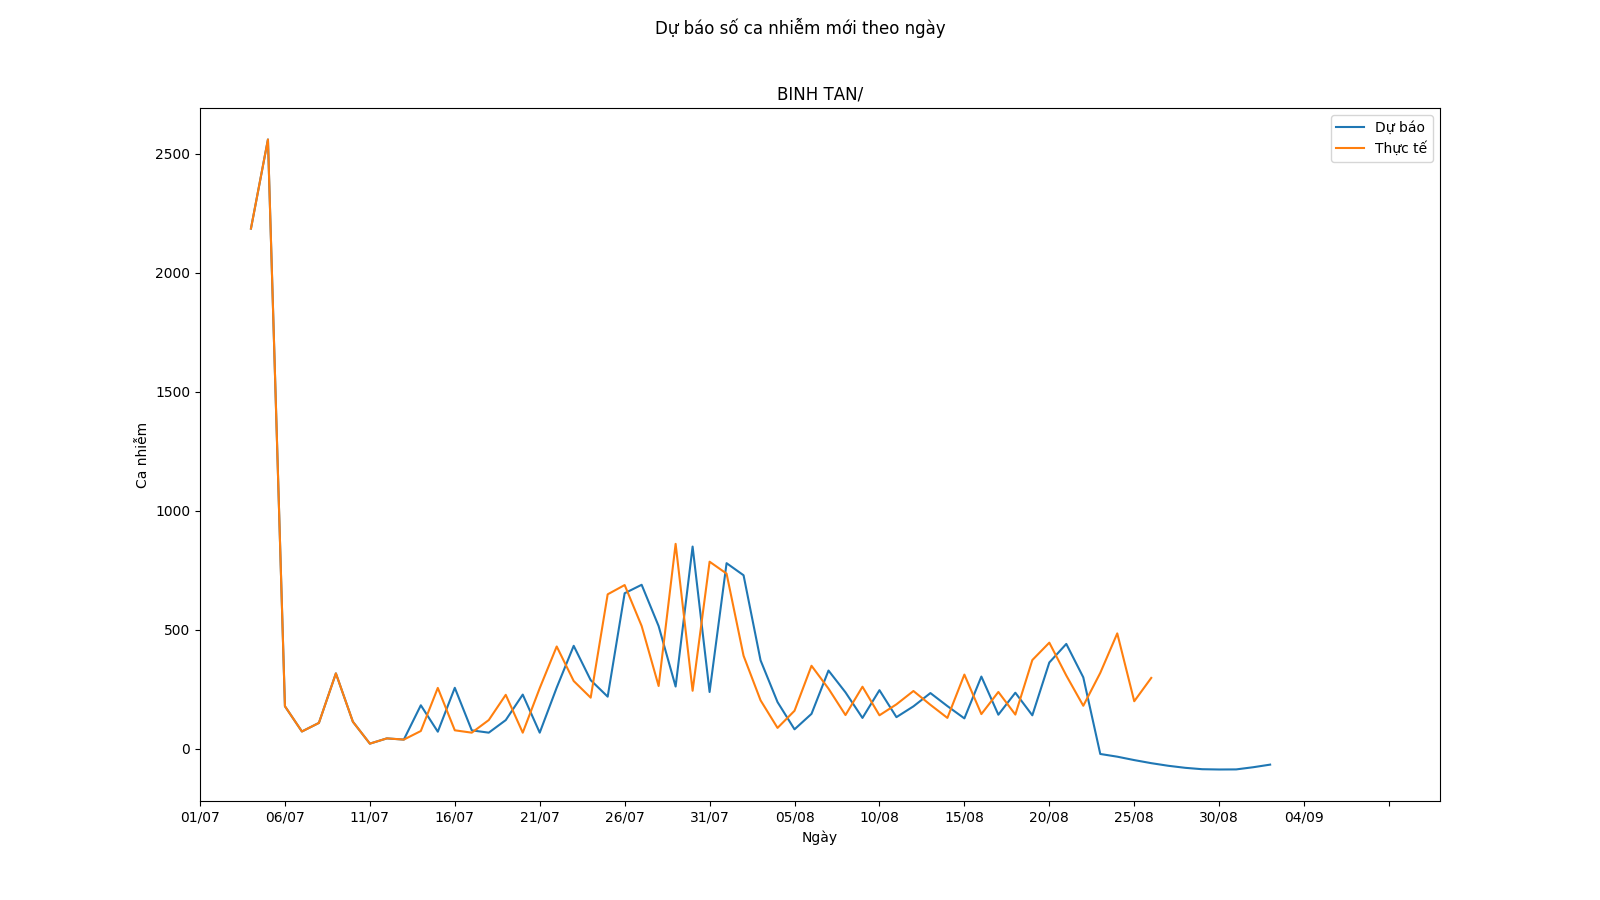 Dự báo số ca nhiễm mới theo ngày
BINH TAN/
Dự báo
Thực tế
2500
2000
1500
1000
500
0
Ca nhiễm
01/07 06/07 11/07 16/07 21/07 26/07 31/07 05/08 10/08 15/08 20/08 25/08 30/08 04/09
Ngày